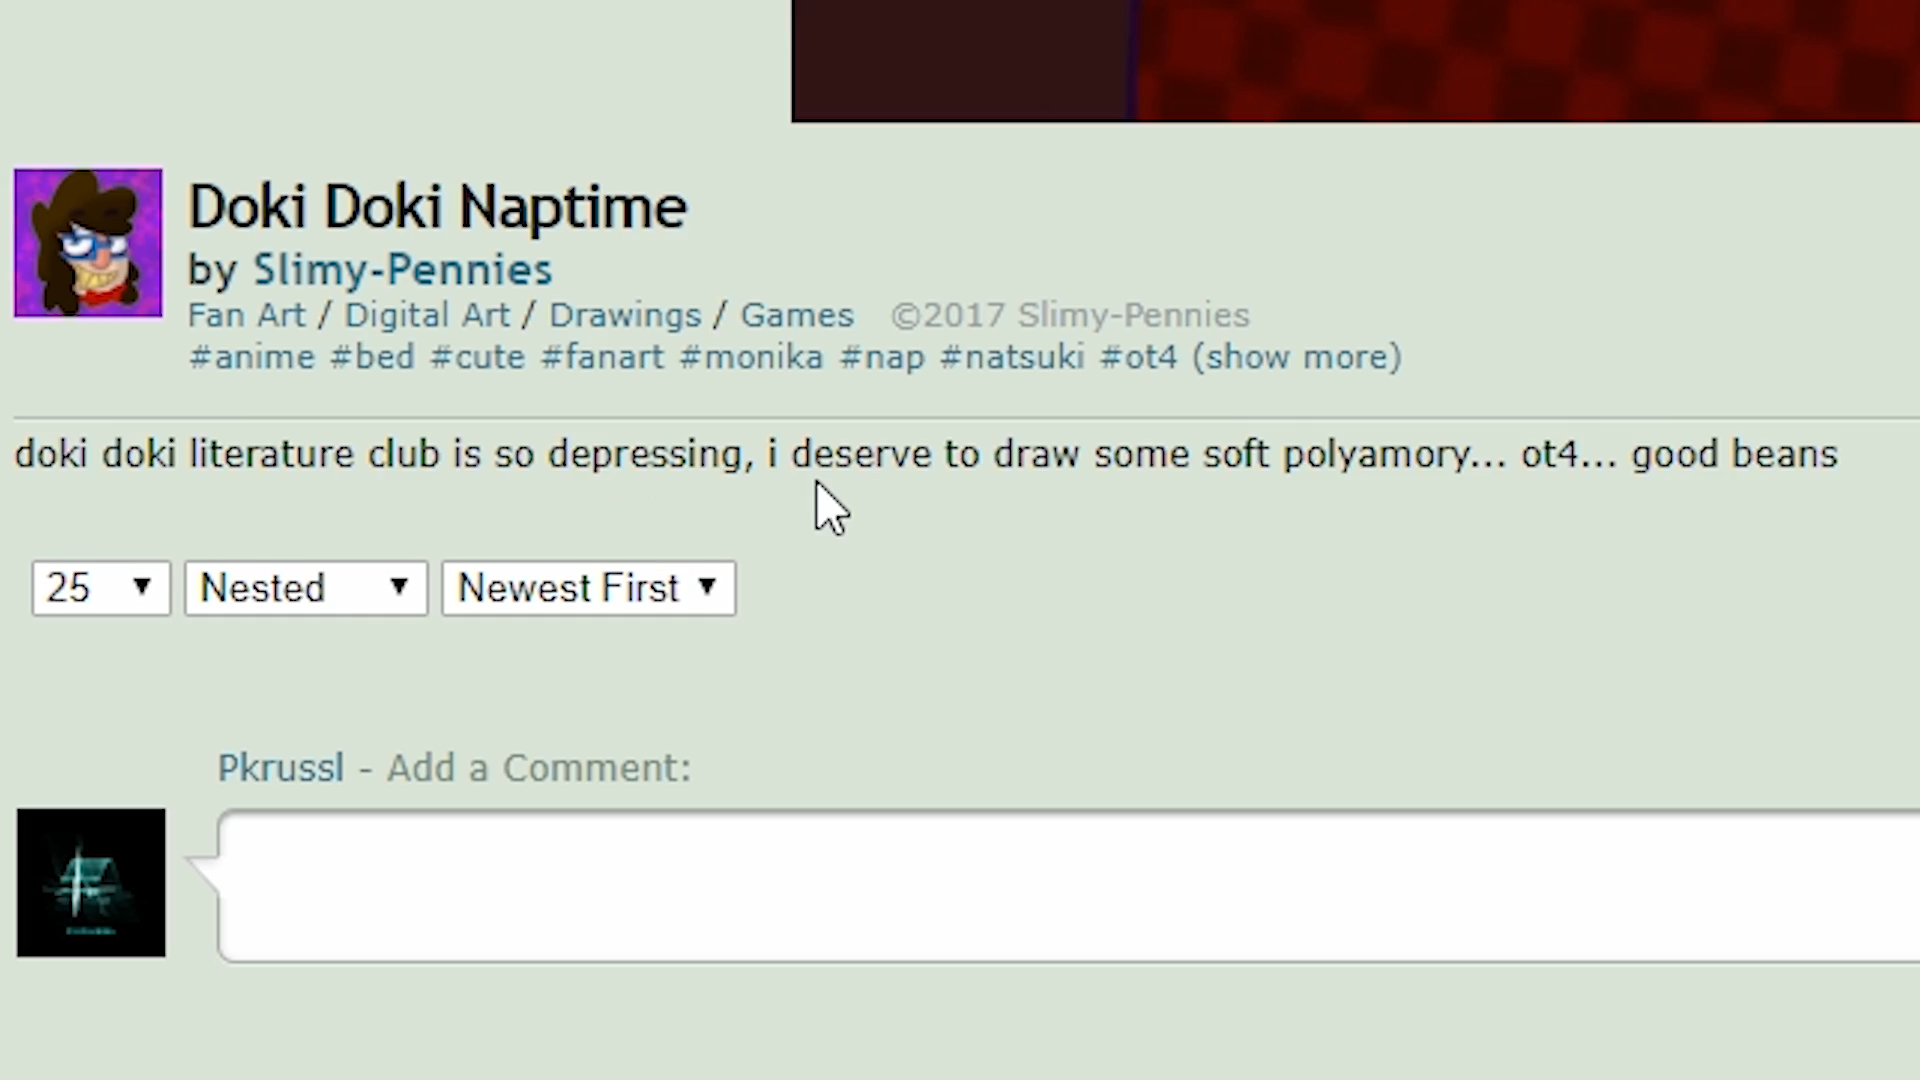 Doki Doki Naptime
by Slimy-Pennies
Fan Art / Digital Art / Drawings / Games ©2017 Slimy-Pennies
#anime #bed #cute #fanart #monika #nap #natsuki #ot4 (show more)
doki doki literature club is so depressing, i deserve to draw some soft polyamory... ot4... good beans
25 Nested Newest First
Pkrussl - Add a Comment: